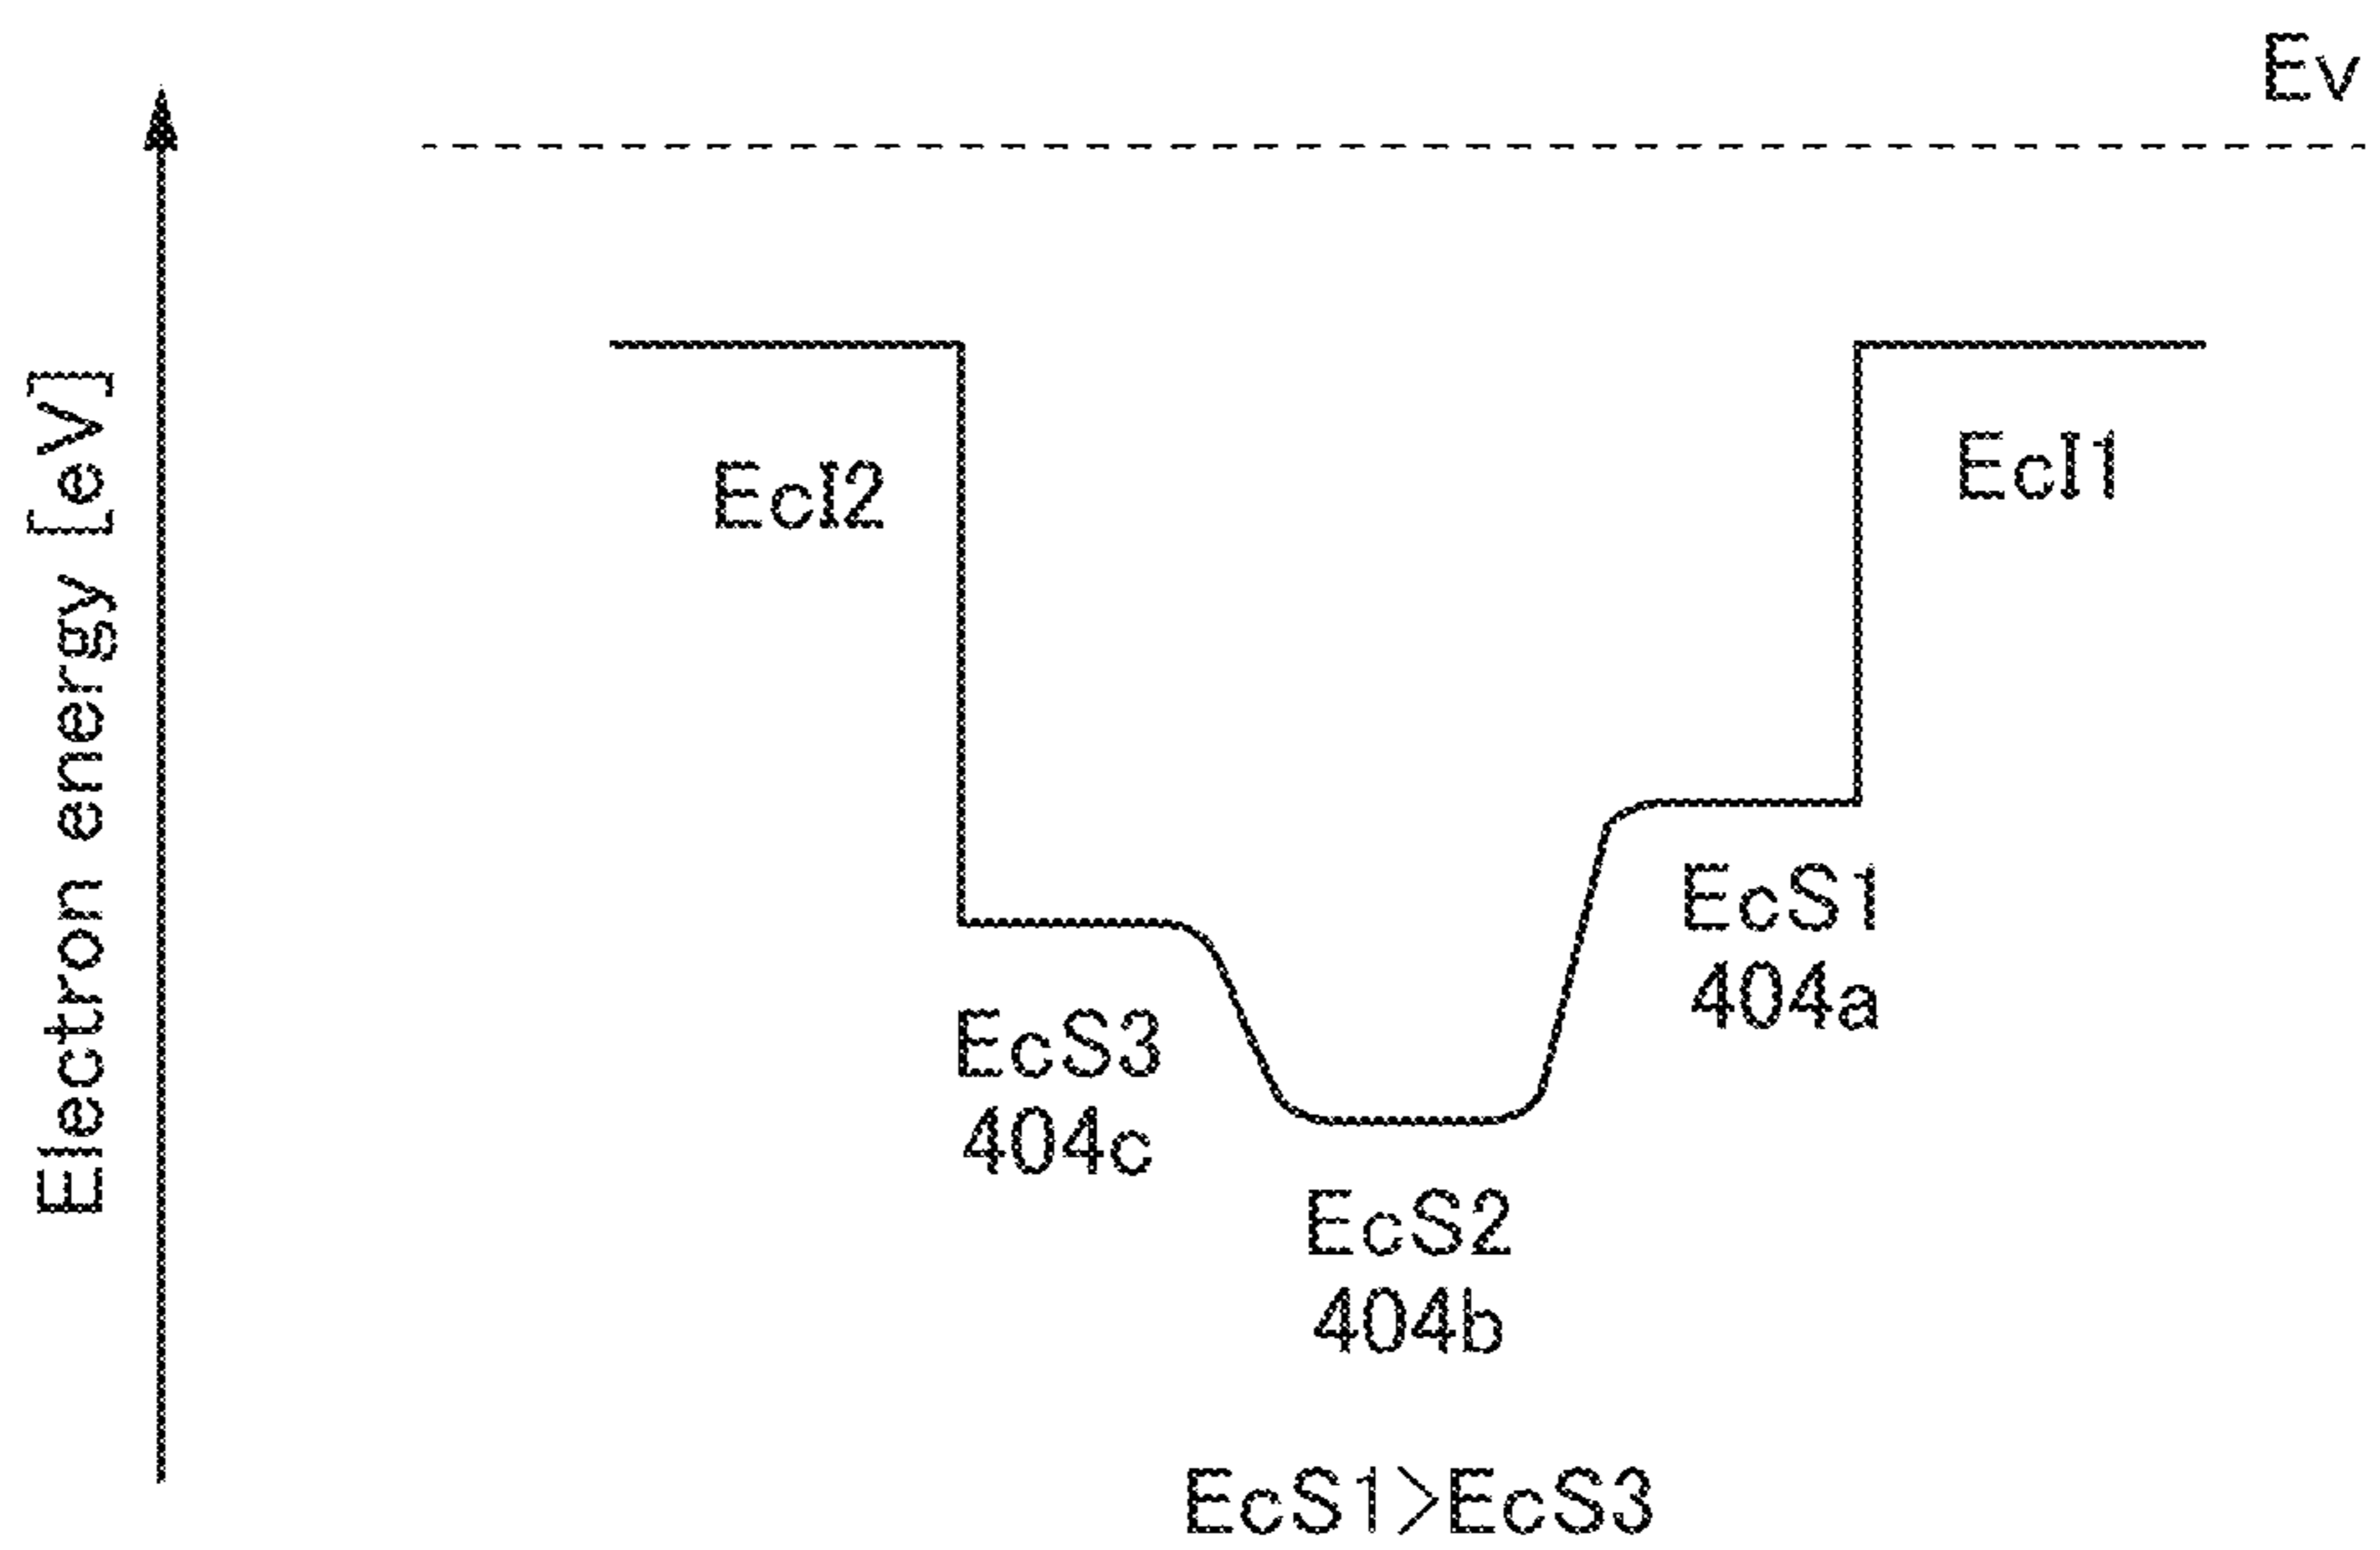 Ev
Electron energy [eV]
EcI2
EcI1
EcS1
404a
EcS3
404c
EcS2
404b
EcS1>EcS3